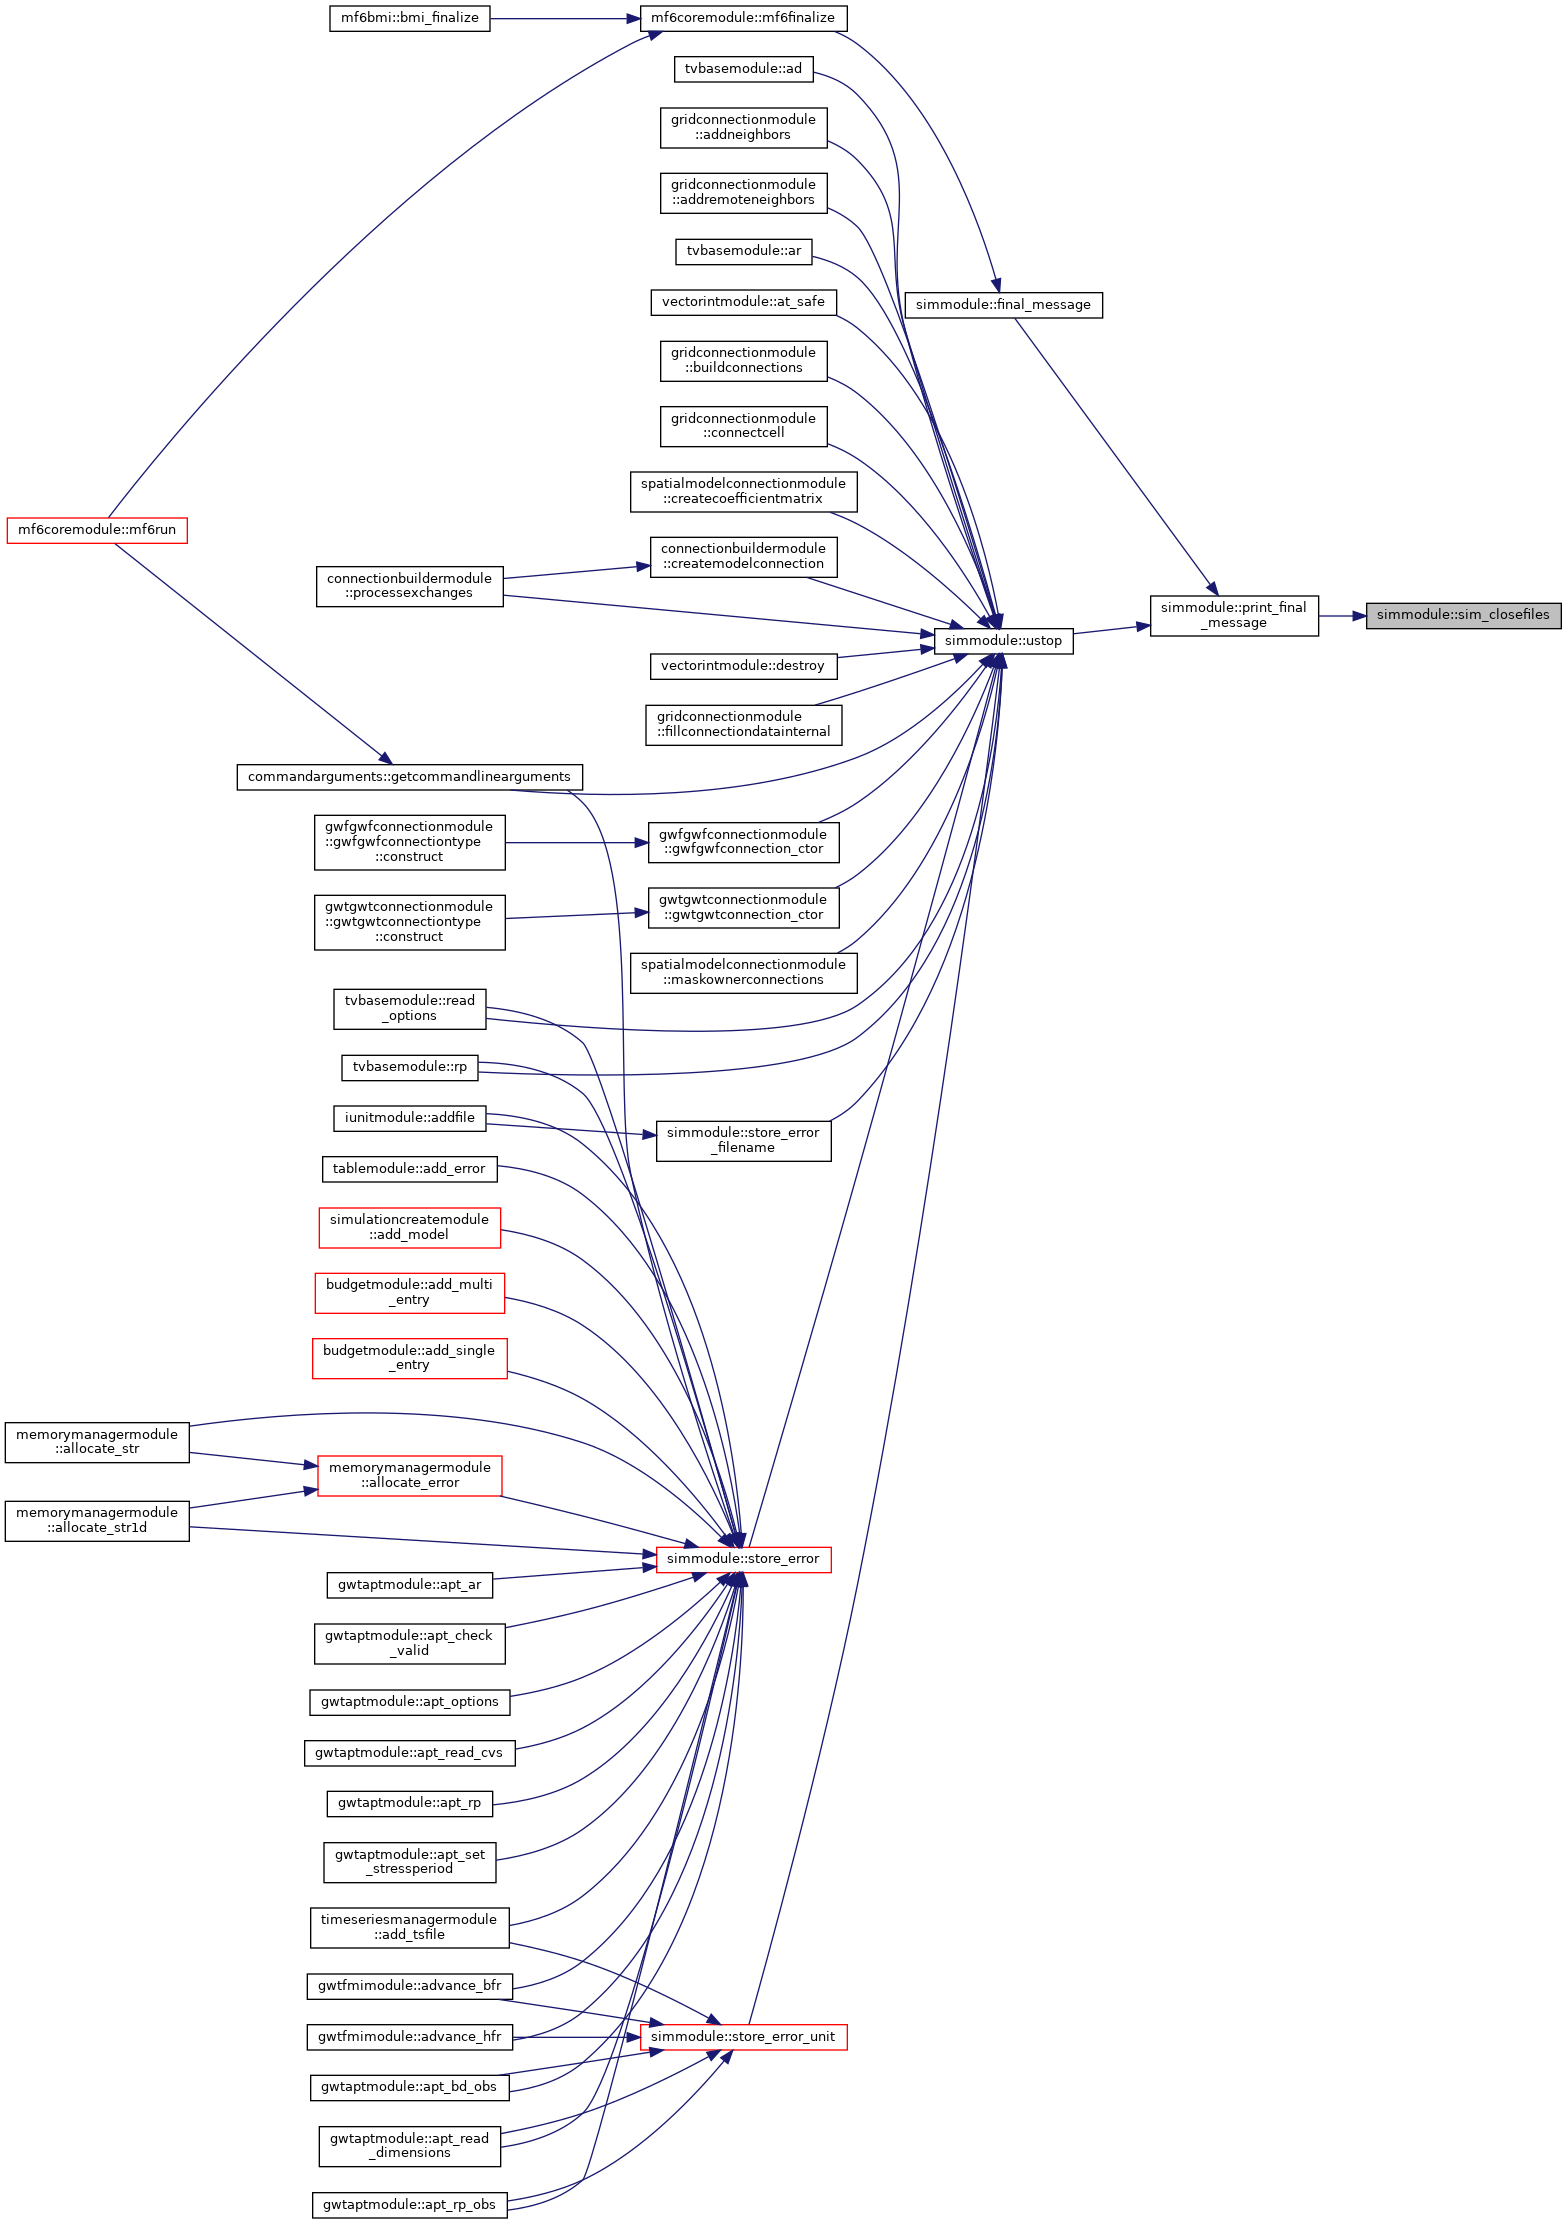 mf6bmi::bmi_finalize
mf6coremodule::mf6finalize
tvbasemodule::ad
gridconnectionmodule
::addneighbors
gridconnectionmodule
::addremoteneighbors
tvbasemodule::ar
vectorintmodule::at_safe
simmodule::final_message
gridconnectionmodule
::buildconnections
gridconnectionmodule
::connectcell
spatialmodelconnectionmodule
::createcoefficientmatrix
mf6coremodule::mf6run
connectionbuildermodule
::createmodelconnection
connectionbuildermodule
::processexchanges
simmodule::print_final
_message
simmodule::sim_closefiles
simmodule::ustop
vectorintmodule::destroy
gridconnectionmodule
::fillconnectiondatainternal
commandarguments::getcommandlinearguments
gwfgwfconnectionmodule
::gwfgwfconnectiontype
::construct
gwfgwfconnectionmodule
::gwfgwfconnection_ctor
gwtgwtconnectionmodule
::gwtgwtconnectiontype
::construct
gwtgwtconnectionmodule
::gwtgwtconnection_ctor
spatialmodelconnectionmodule
::maskownerconnections
tvbasemodule::read
_options
tvbasemodule::rp
iunitmodule::addfile
simmodule::store_error
_filename
tablemodule::add_error
simulationcreatemodule
::add_model
budgetmodule::add_multi
_entry
budgetmodule::add_single
_entry
memorymanagermodule
::allocate_str
memorymanagermodule
::allocate_error
memorymanagermodule
::allocate_str1d
simmodule::store_error
gwtaptmodule::apt_ar
gwtaptmodule::apt_check
_valid
gwtaptmodule::apt_options
gwtaptmodule::apt_read_cvs
gwtaptmodule::apt_rp
gwtaptmodule::apt_set
_stressperiod
timeseriesmanagermodule
::add_tsfile
gwtfmimodule::advance_bfr
gwtfmimodule::advance_hfr
simmodule::store_error_unit
gwtaptmodule::apt_bd_obs
gwtaptmodule::apt_read
_dimensions
gwtaptmodule::apt_rp_obs